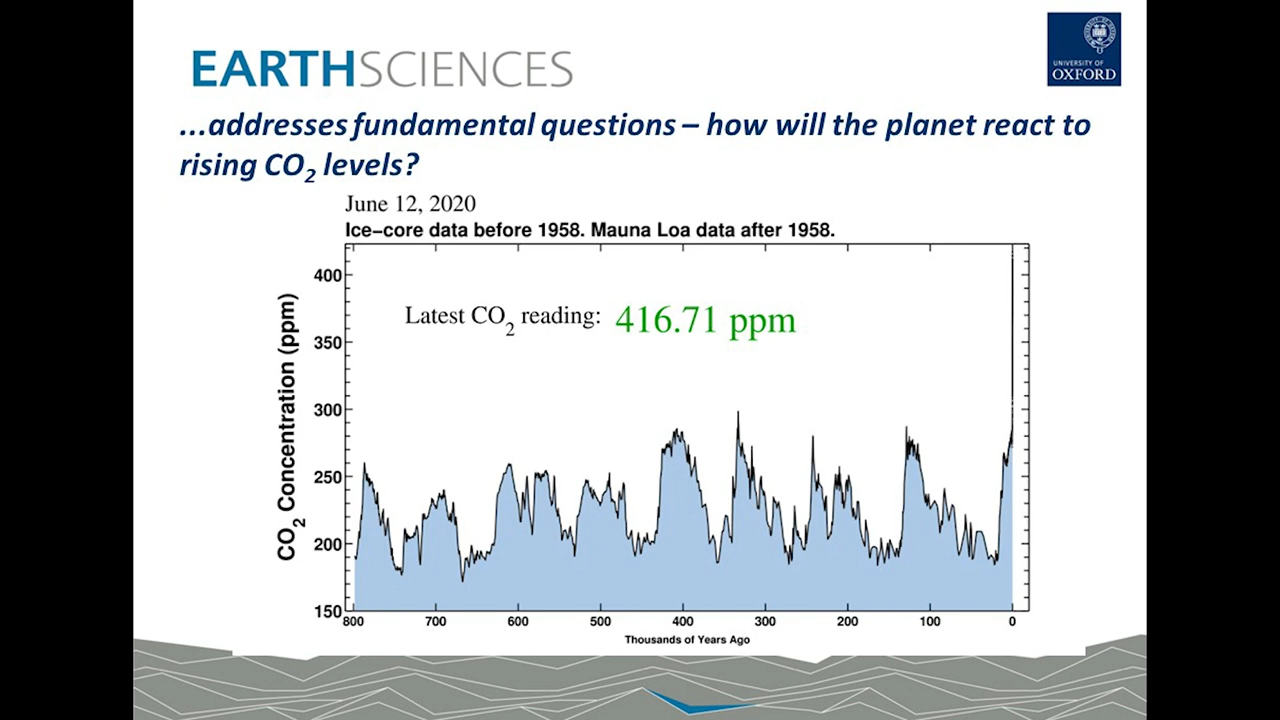 EARTHSCIENCES
UNIVERSITY OF
OXFORD
...addresses fundamental questions – how will the planet react to
rising CO₂ levels?
June 12, 2020
Ice–core data before 1958. Mauna Loa data after 1958.
Latest CO₂ reading: 416.71 ppm
CO₂ Concentration (ppm)
400
350
300
250
200
150
800 700 600 500 400 300 200 100 0
Thousands of Years Ago